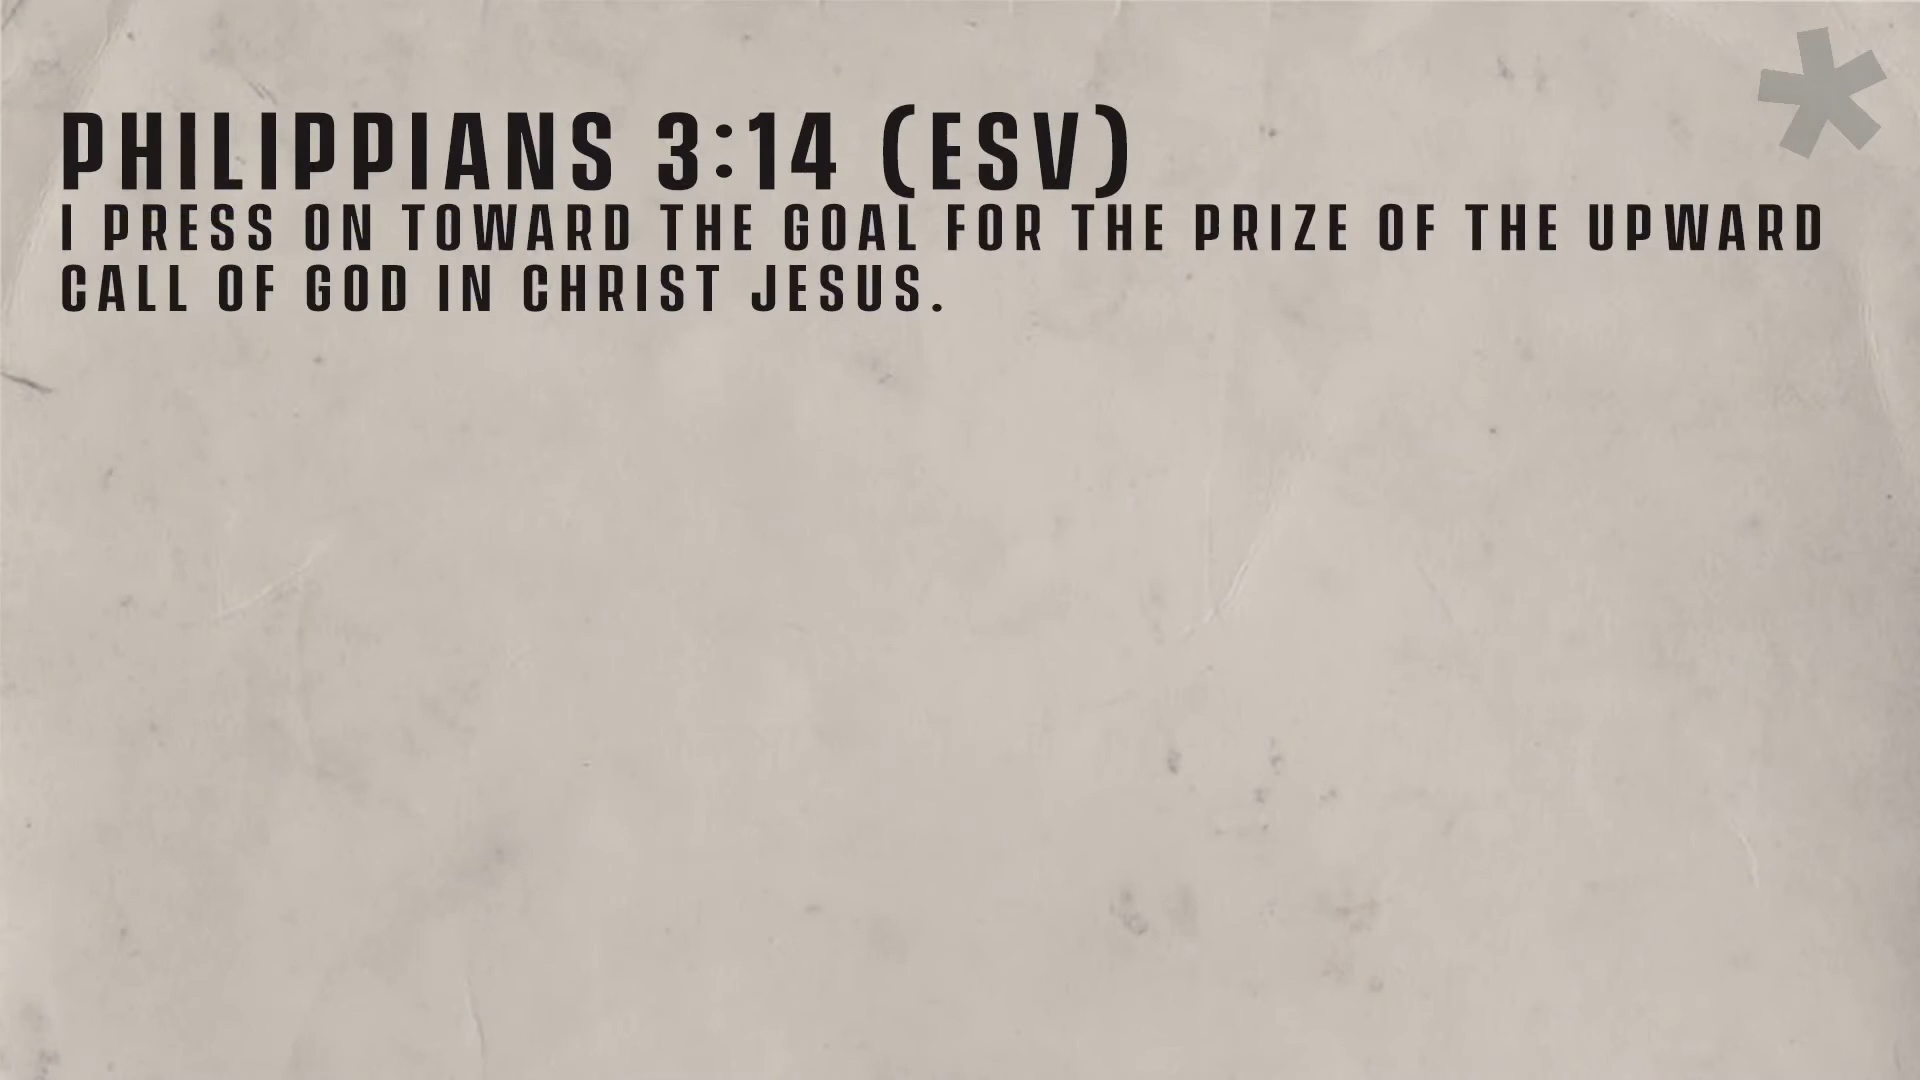 PHILIPPIANS 3:14 (ESV)
I PRESS ON TOWARD THE GOAL FOR THE PRIZE OF THE UPWARD
CALL OF GOD IN CHRIST JESUS.